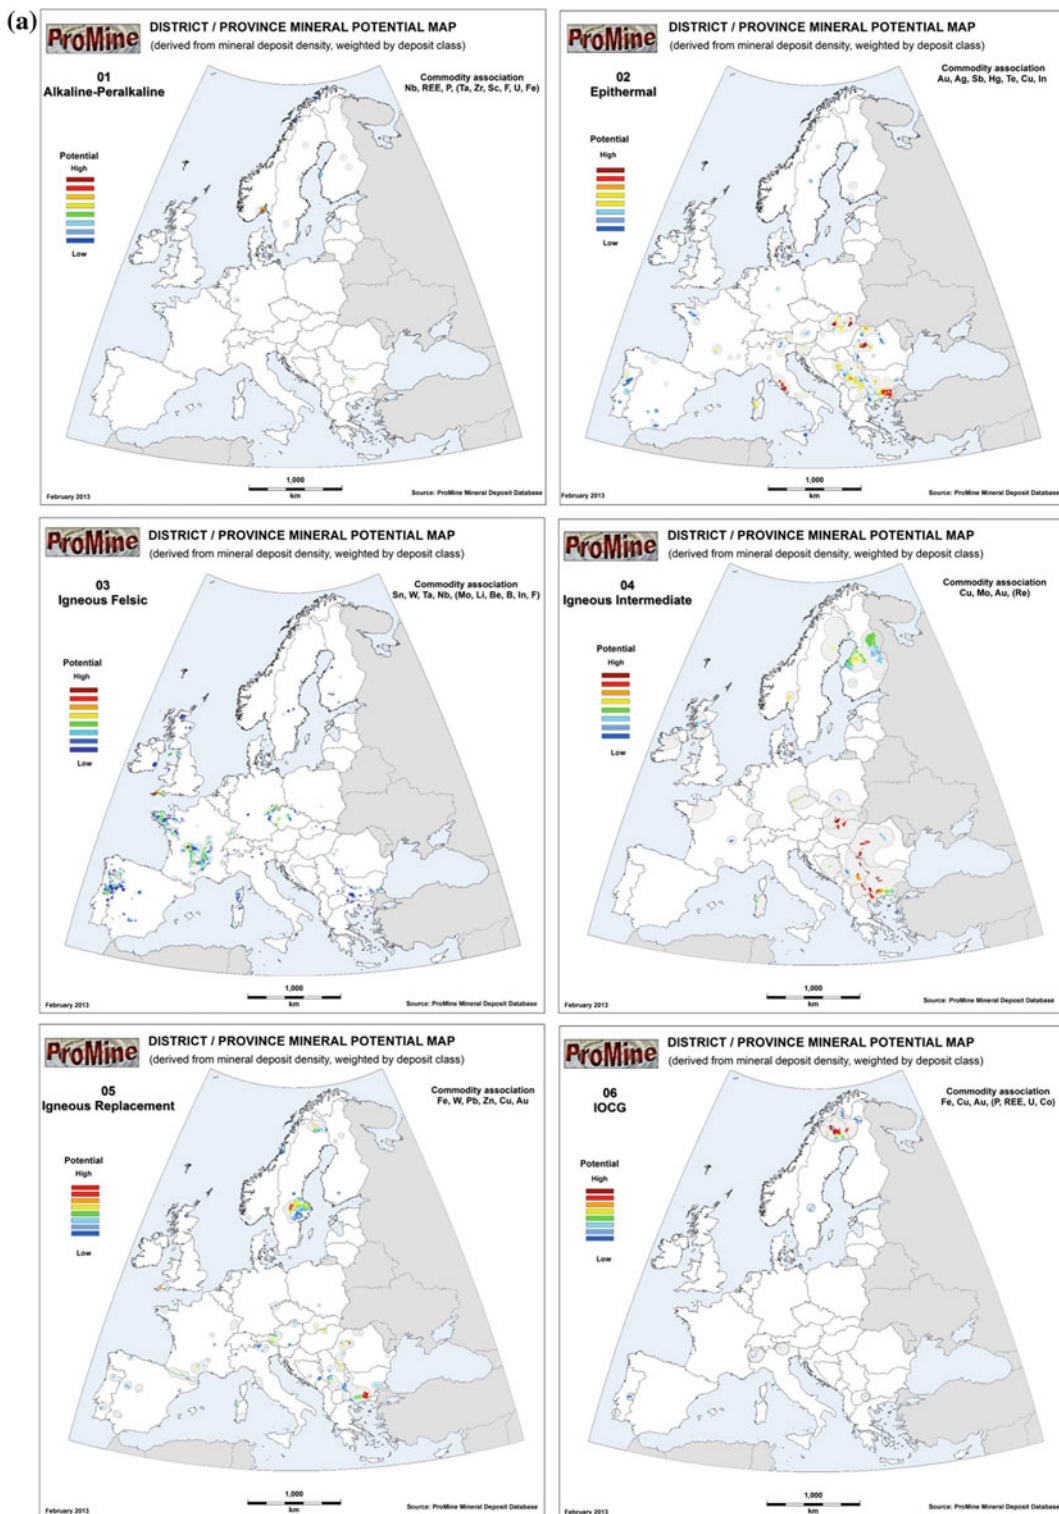 (a)
ProMine
DISTRICT / PROVINCE MINERAL POTENTIAL MAP
(derived from mineral deposit density, weighted by deposit class)
01
Alkaline-Peralkaline
Commodity association
Nb, REE, P, (Ta, Zr, Sc, F, U, Fe)
Potential
High
Low
1,000
km
February 2013
Source: ProMine Mineral Deposit Database
ProMine
DISTRICT / PROVINCE MINERAL POTENTIAL MAP
(derived from mineral deposit density, weighted by deposit class)
02
Epithermal
Commodity association
Au, Ag, Sb, Hg, Te, Cu, In
Potential
High
Low
1,000
km
February 2013
Source: ProMine Mineral Deposit Database
ProMine
DISTRICT / PROVINCE MINERAL POTENTIAL MAP
(derived from mineral deposit density, weighted by deposit class)
03
Igneous Felsic
Commodity association
Sn, W, Ta, Nb, (Mo, Li, Be, B, In, F)
Potential
High
Low
1,000
km
February 2013
Source: ProMine Mineral Deposit Database
ProMine
DISTRICT / PROVINCE MINERAL POTENTIAL MAP
(derived from mineral deposit density, weighted by deposit class)
04
Igneous Intermediate
Commodity association
Cu, Mo, Au, (Re)
Potential
High
Low
1,000
km
February 2013
Source: ProMine Mineral Deposit Database
ProMine
DISTRICT / PROVINCE MINERAL POTENTIAL MAP
(derived from mineral deposit density, weighted by deposit class)
05
Igneous Replacement
Commodity association
Fe, W, Pb, Zn, Cu, Au
Potential
High
Low
1,000
km
February 2013
Source: ProMine Mineral Deposit Database
ProMine
DISTRICT / PROVINCE MINERAL POTENTIAL MAP
(derived from mineral deposit density, weighted by deposit class)
06
IOCG
Commodity association
Fe, Cu, Au, (P, REE, U, Co)
Potential
High
Low
1,000
km
February 2013
Source: ProMine Mineral Deposit Database